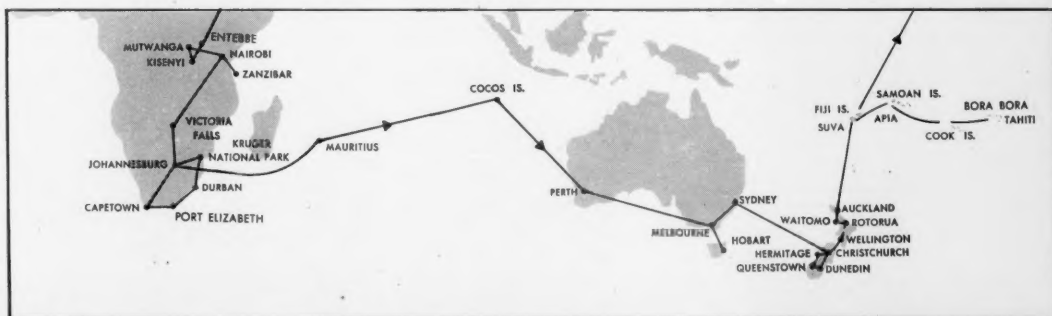 ENTEBBE
MUTWANGA
NAIROBI
KISENYI
ZANZIBAR
VICTORIA
FALLS
KRUGER
NATIONAL PARK
JOHANNESBURG
DURBAN
CAPETOWN
PORT ELIZABETH
MAURITIUS
COCOS IS.
PERTH
SYDNEY
MELBOURNE
HOBART
FIJI IS.
SUVA
SAMOAN IS.
APIA
BORA BORA
TAHITI
COOK IS.
AUCKLAND
WAITOMO
ROTORUA
WELLINGTON
HERMITAGE
CHRISTCHURCH
QUEENSTOWN
DUNEDIN